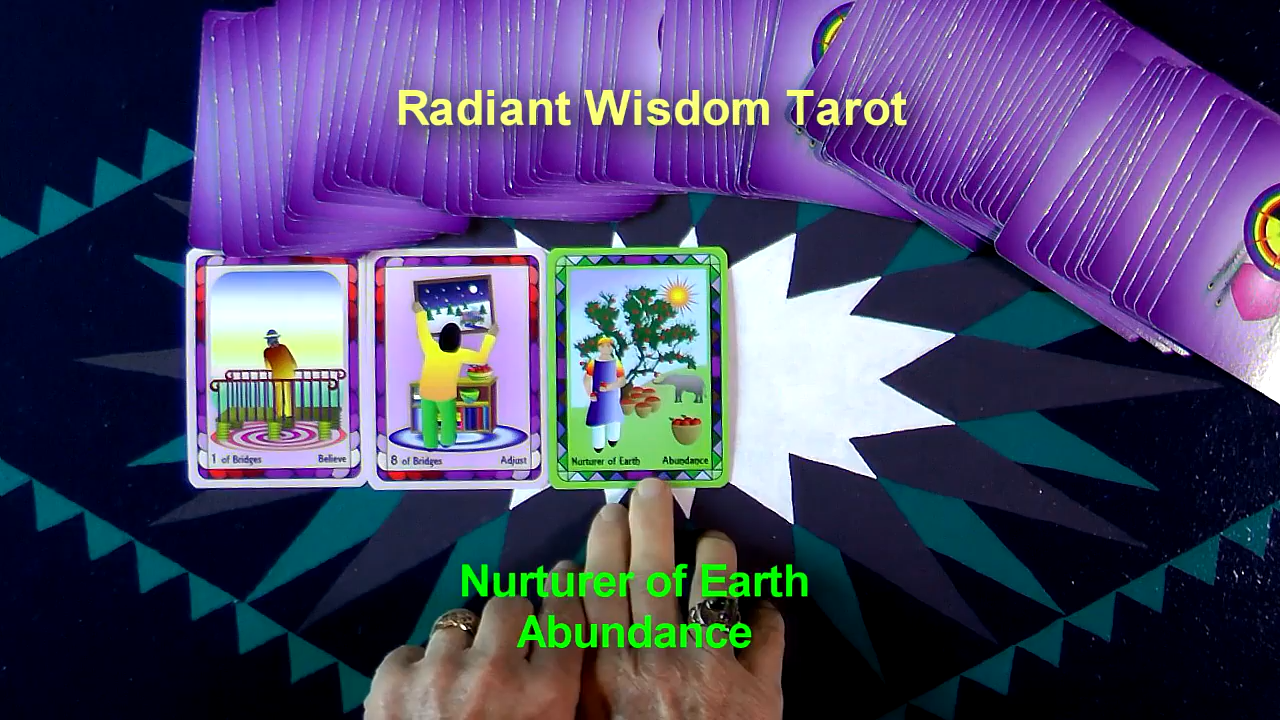 Radiant Wisdom Tarot
1 of Bridges Believe
8 of Bridges Adjust
Nurturer of Earth Abundance
Nurturer of Earth
Abundance